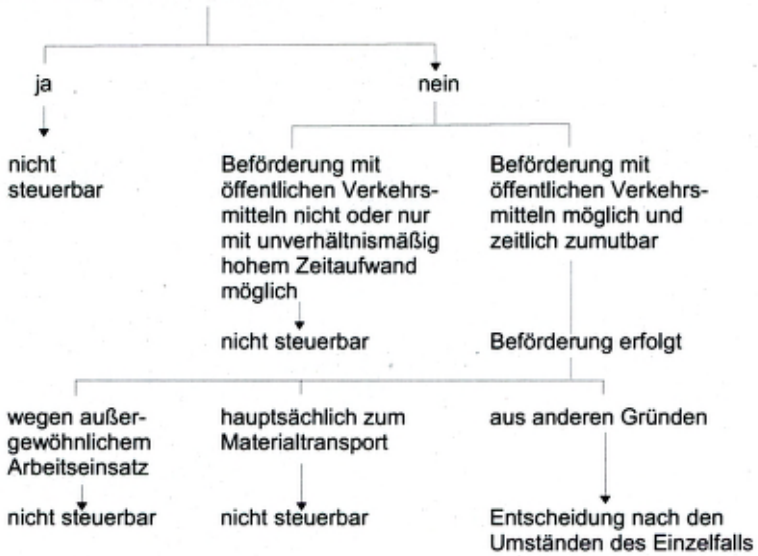 ja
nein
nicht
steuerbar
Beförderung mit
öffentlichen Verkehrs-
mitteln nicht oder nur
mit unverhältnismäßig
hohem Zeitaufwand
möglich
Beförderung mit
öffentlichen Verkehrs-
mitteln möglich und
zeitlich zumutbar
nicht steuerbar
Beförderung erfolgt
wegen außer-
gewöhnlichem
Arbeitseinsatz
hauptsächlich zum
Materialtransport
aus anderen Gründen
nicht steuerbar
nicht steuerbar
Entscheidung nach den
Umständen des Einzelfalls